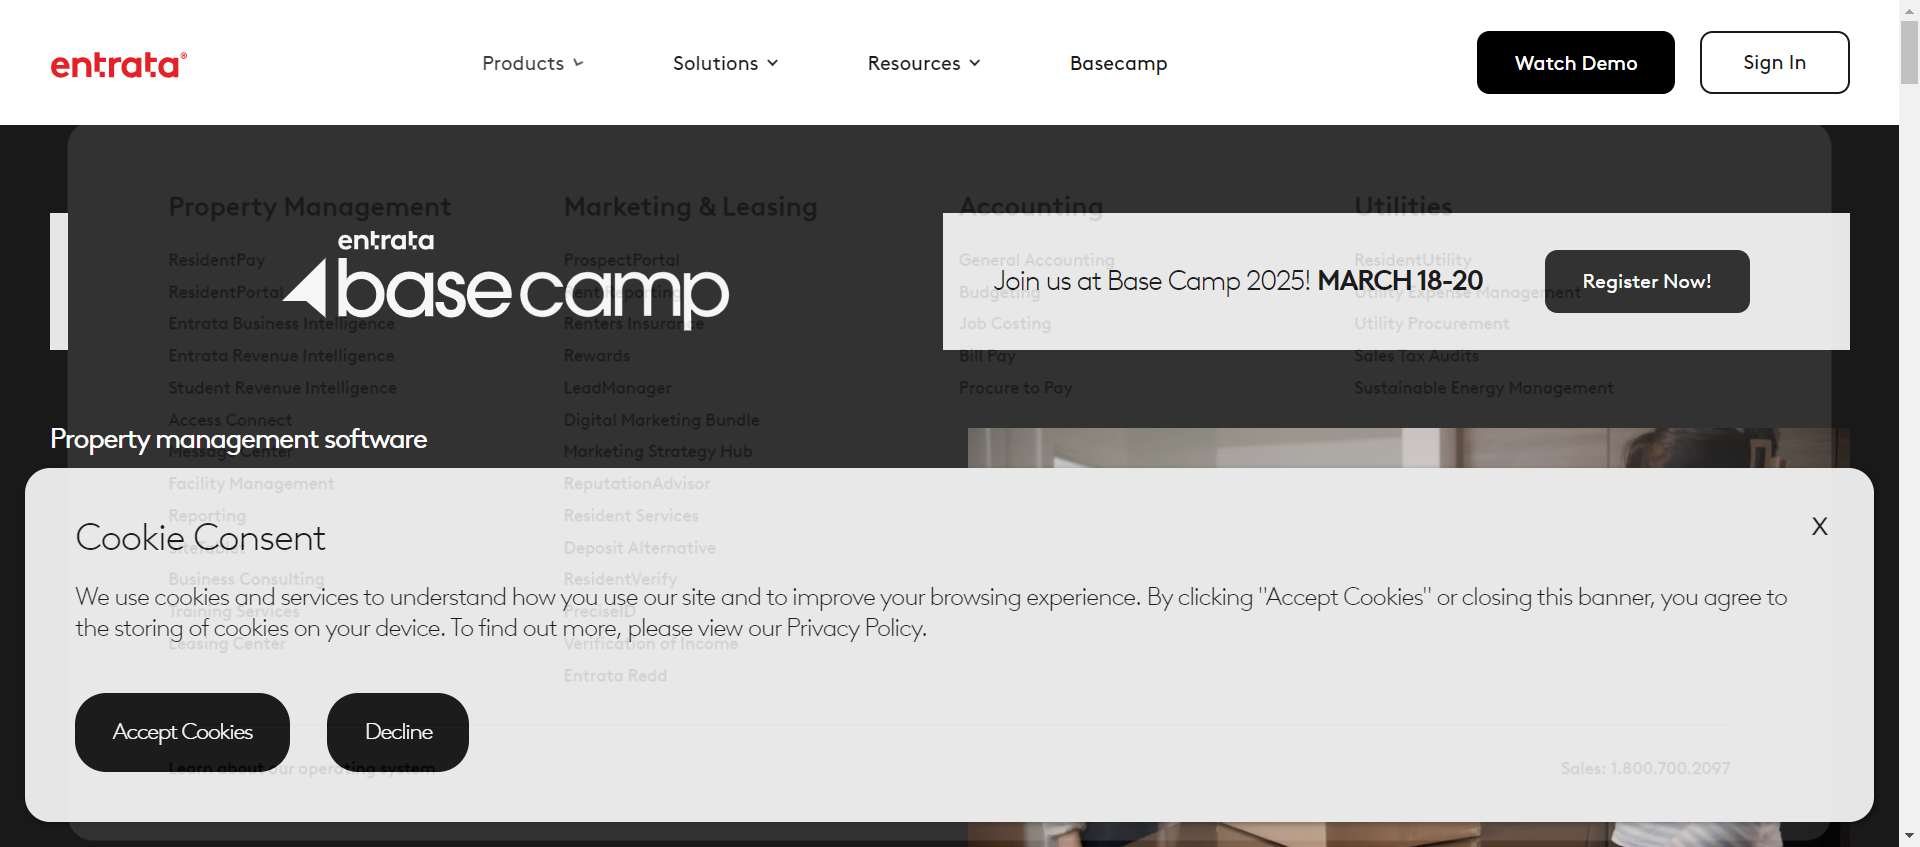 entrata®
Products
Solutions
Resources
Basecamp
Watch Demo
Sign In
Property Management
Marketing & Leasing
Accounting
Utilities
ResidentPay
ResidentPortal
Entrata Business Intelligence
Entrata Revenue Intelligence
Student Revenue Intelligence
Access Connect
Message Center
Facility Management
Reporting
SiteTablet
Business Consulting
Training Services
Leasing Center
ProspectPortal
Rent Reporting
Renters Insurance
Rewards
LeadManager
Digital Marketing Bundle
Marketing Strategy Hub
ReputationAdvisor
Resident Services
Deposit Alternative
ResidentVerify
PreciseID
Verification of Income
Entrata Redd
General Accounting
Budgeting
Job Costing
Bill Pay
Procure to Pay
ResidentUtility
Utility Expense Management
Utility Procurement
Sales Tax Audits
Sustainable Energy Management
Learn about our operating system
Sales: 1.800.700.2097
entrata
base camp
Join us at Base Camp 2025! MARCH 18-20
Register Now!
Property management software
Cookie Consent
X
We use cookies and services to understand how you use our site and to improve your browsing experience. By clicking "Accept Cookies" or closing this banner, you agree to
the storing of cookies on your device. To find out more, please view our Privacy Policy.
Accept Cookies
Decline